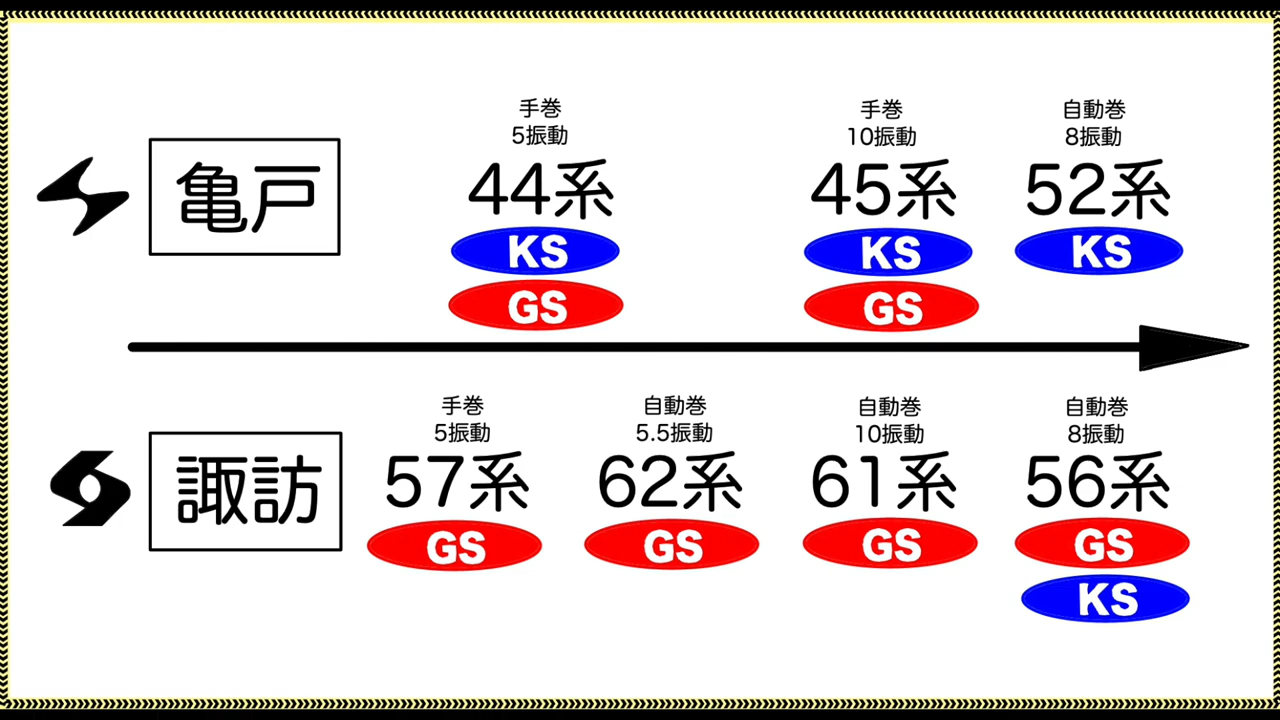 亀戸
手巻
5振動
44系
KS
GS
手巻
10振動
45系
KS
GS
自動巻
8振動
52系
KS
諏訪
手巻
5振動
57系
GS
自動巻
5.5振動
62系
GS
自動巻
10振動
61系
GS
自動巻
8振動
56系
GS
KS